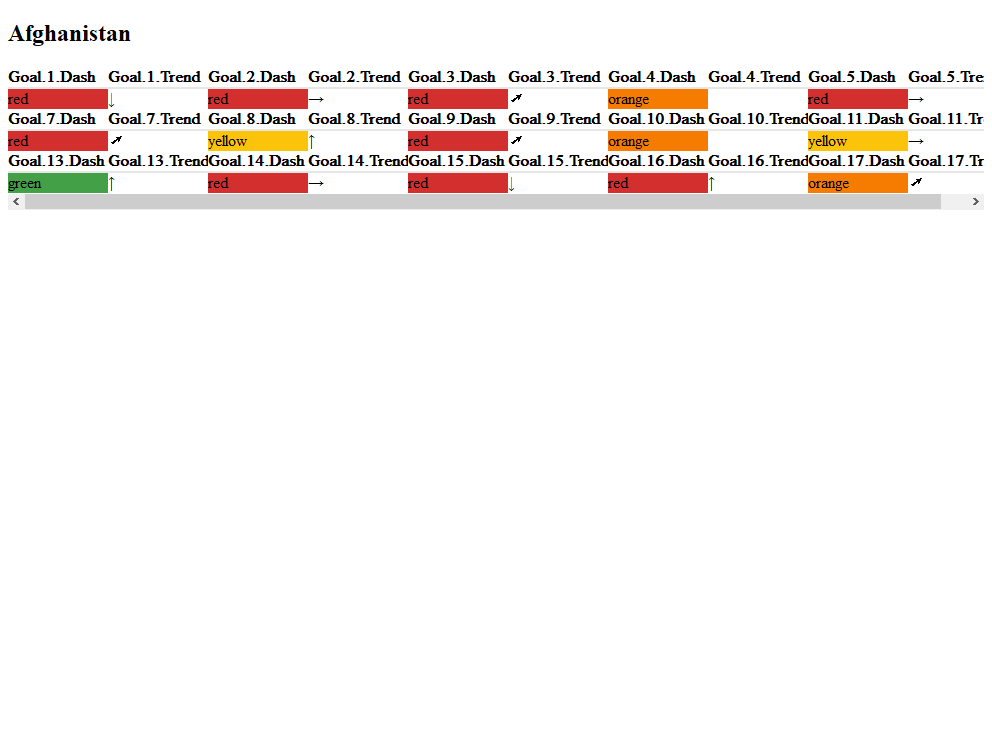 Afghanistan
Goal.1.Dash Goal.1.Trend Goal.2.Dash Goal.2.Trend Goal.3.Dash Goal.3.Trend Goal.4.Dash Goal.4.Trend Goal.5.Dash Goal.5.Tre
red ↓ red → red ➚ orange red →
Goal.7.Dash Goal.7.Trend Goal.8.Dash Goal.8.Trend Goal.9.Dash Goal.9.Trend Goal.10.Dash Goal.10.Trend Goal.11.Dash Goal.11.Tr
red ➚ yellow ↑ red ➚ orange yellow →
Goal.13.Dash Goal.13.Trend Goal.14.Dash Goal.14.Trend Goal.15.Dash Goal.15.Trend Goal.16.Dash Goal.16.Trend Goal.17.Dash Goal.17.Tr
green ↑ red → red ↓ red ↑ orange ➚